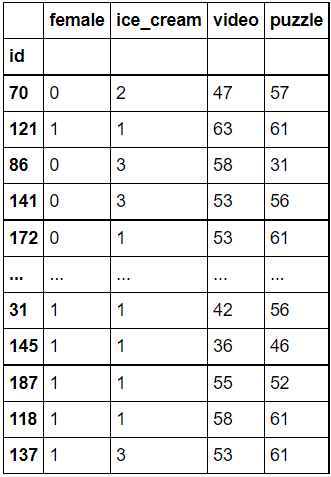 female ice_cream video puzzle
id
70 0 2 47 57
121 1 1 63 61
86 0 3 58 31
141 0 3 53 56
172 0 1 53 61
... ... ... ... ...
31 1 1 42 56
145 1 1 36 46
187 1 1 55 52
118 1 1 58 61
137 1 3 53 61